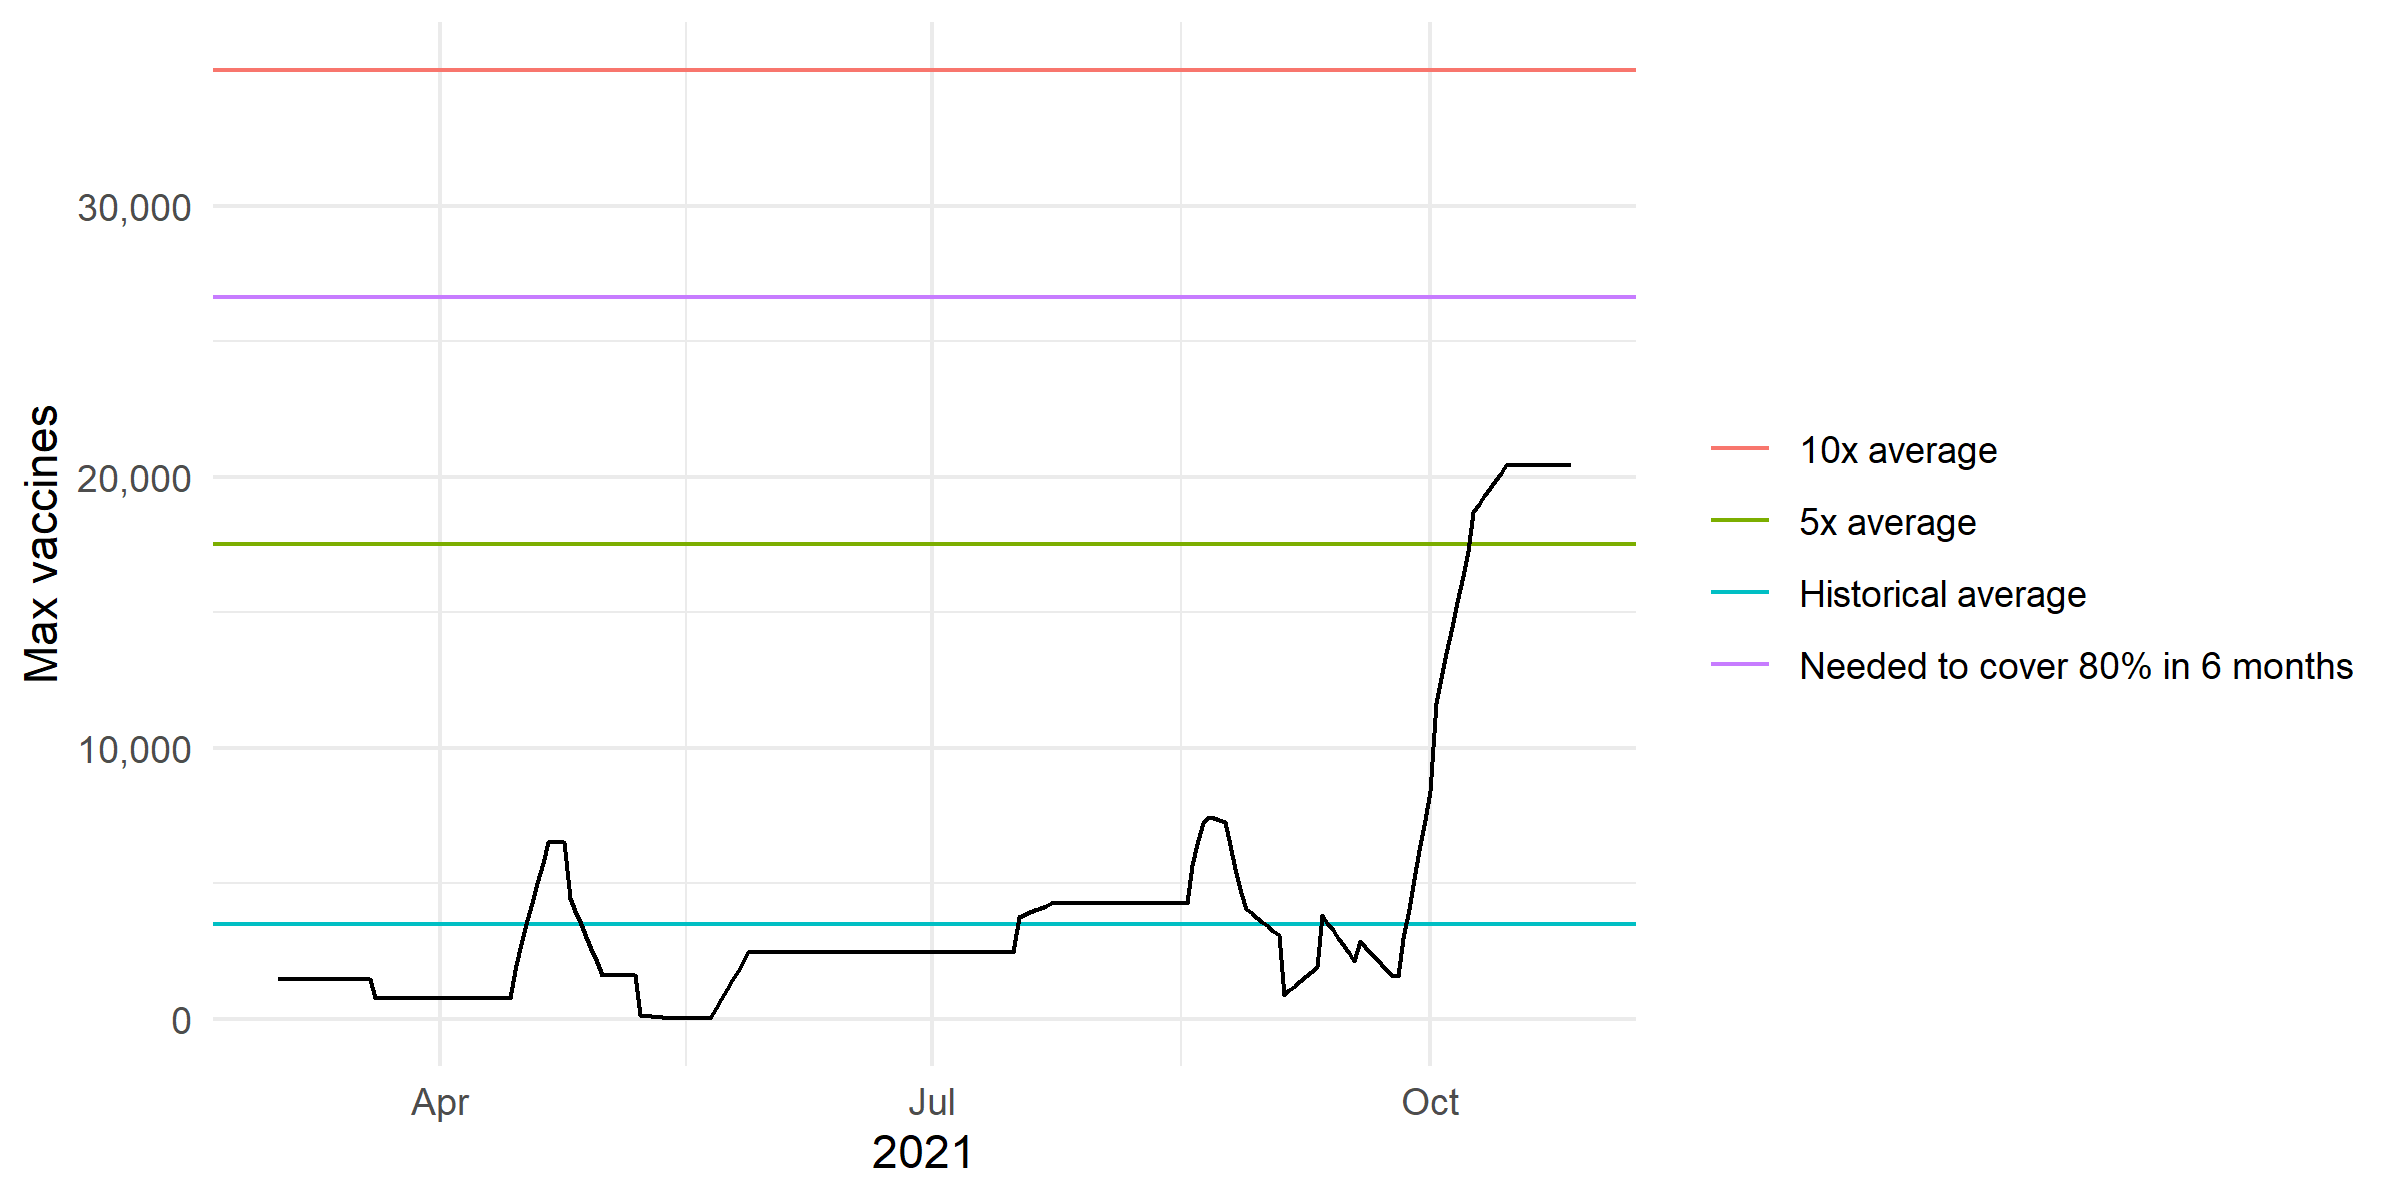 Max vaccines
30,000
20,000
10,000
0
Apr
Jul
Oct
2021
10x average
5x average
Historical average
Needed to cover 80% in 6 months